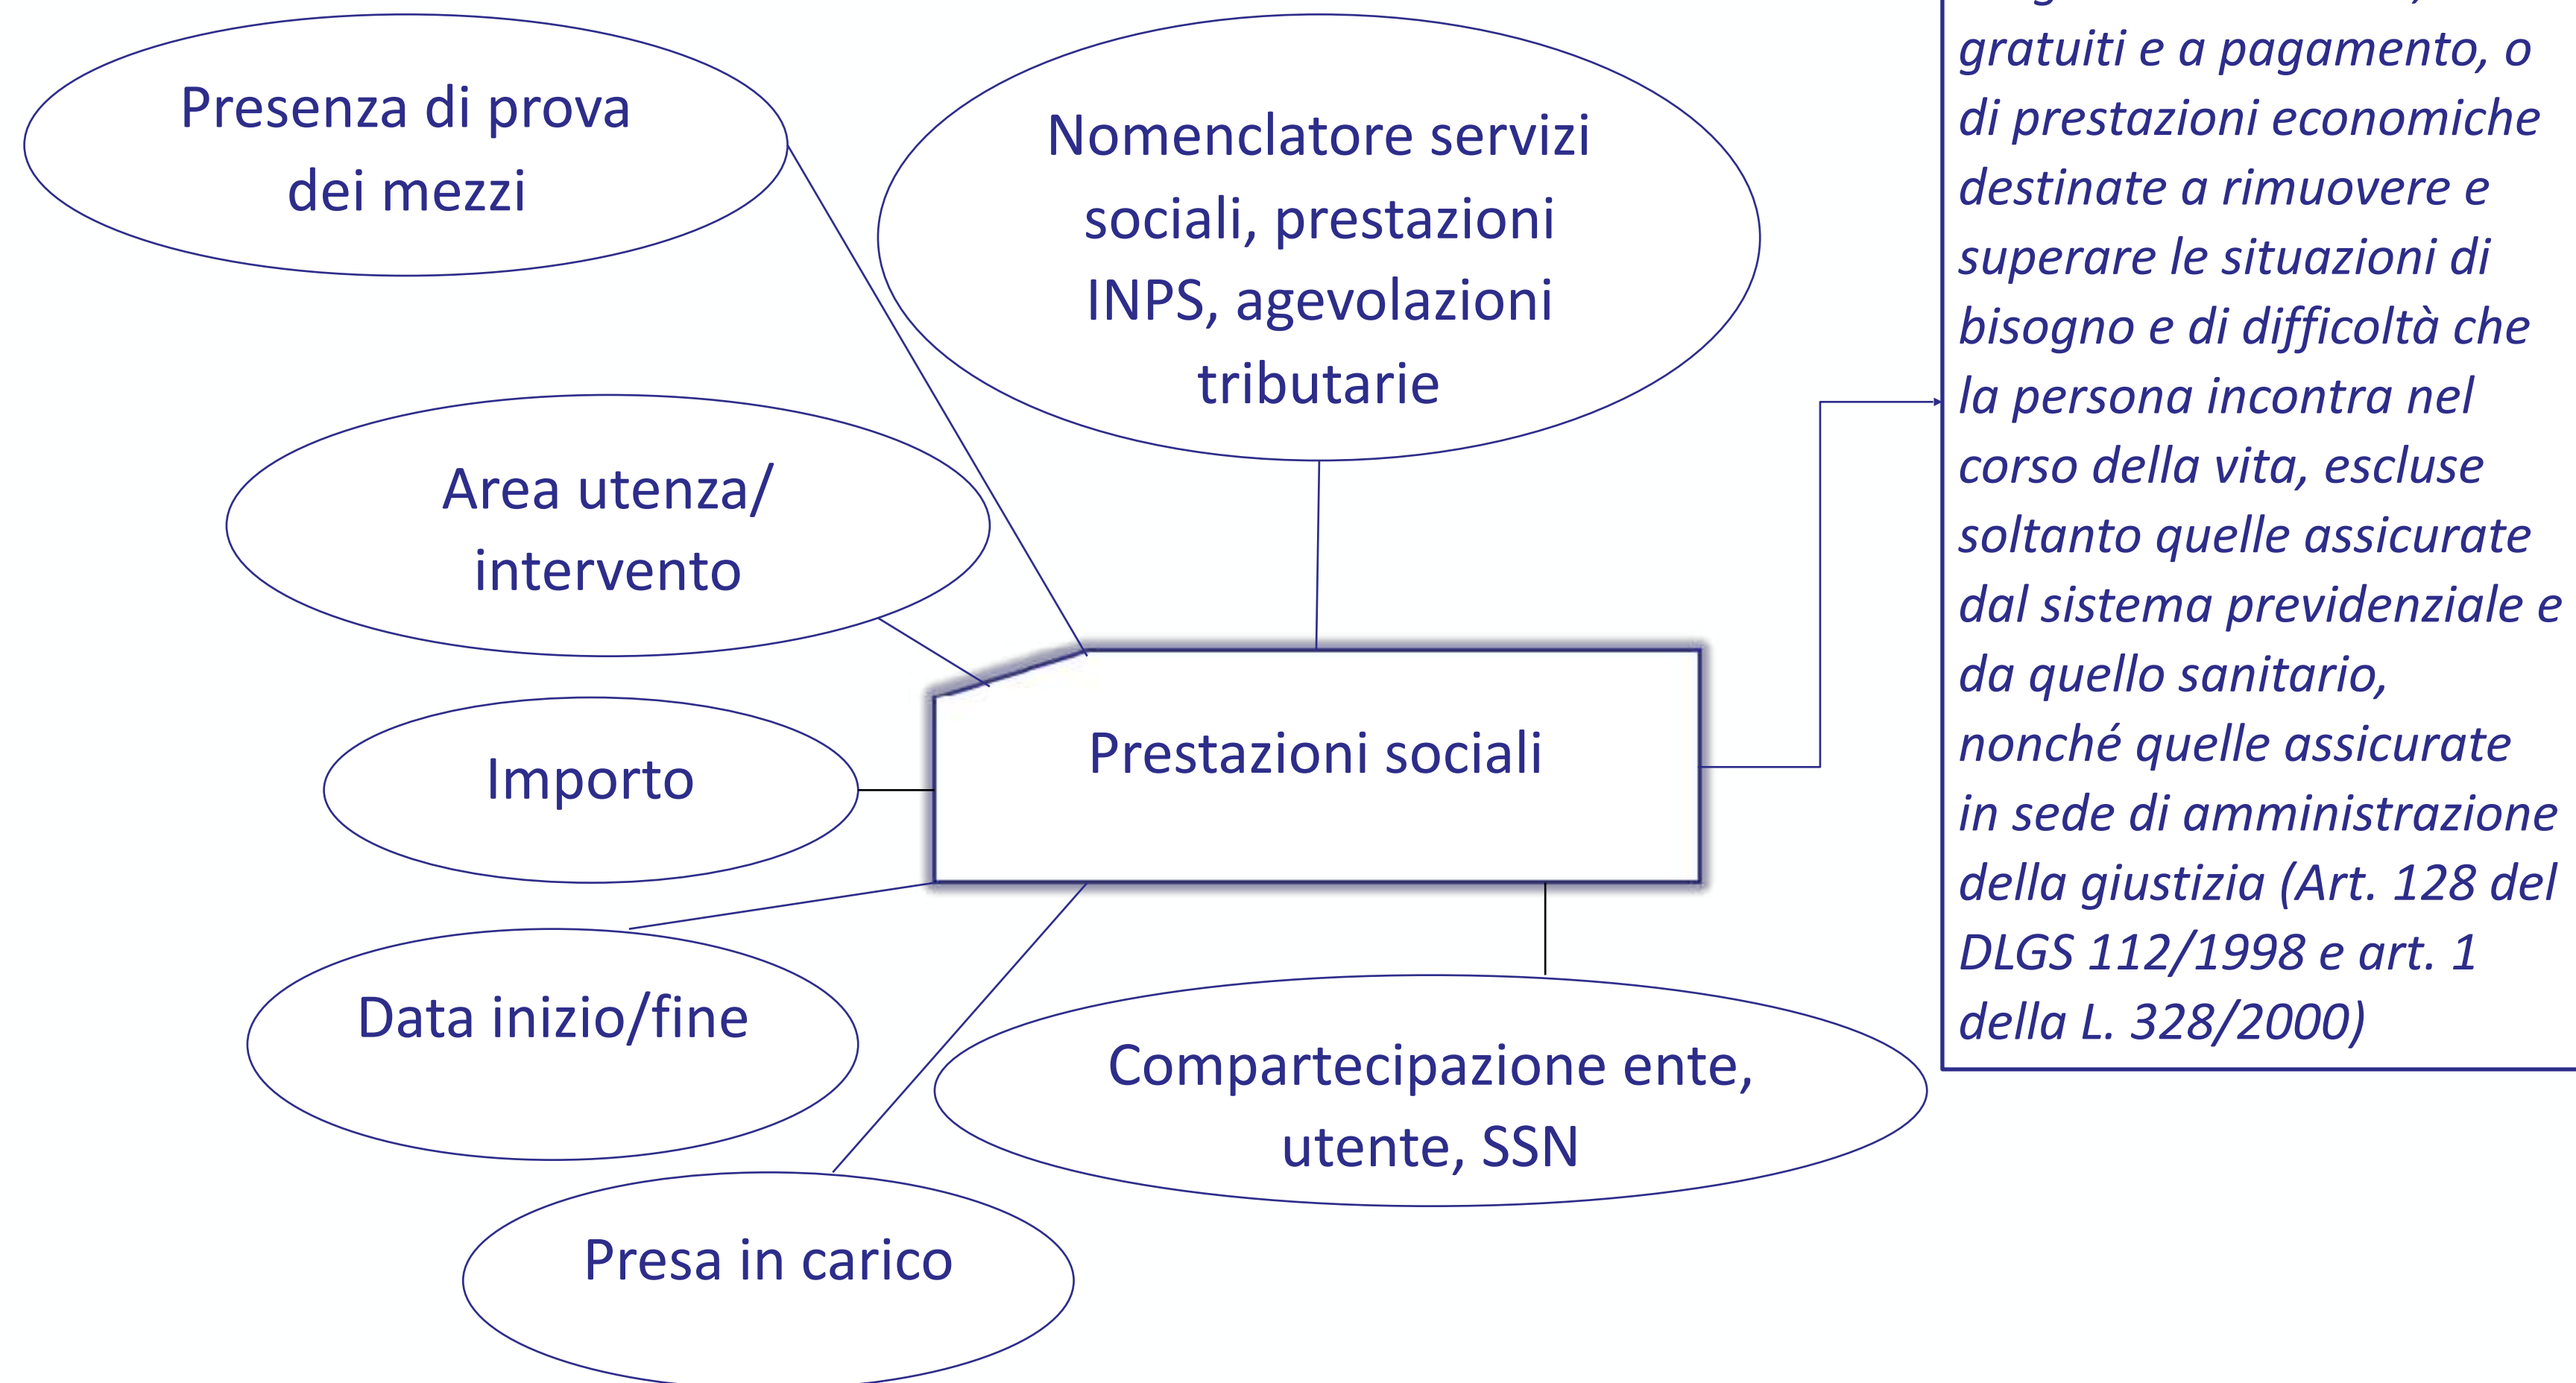 Presenza di prova
dei mezzi
Nomenclatore servizi
sociali, prestazioni
INPS, agevolazioni
tributarie
Area utenza/
intervento
Importo
Prestazioni sociali
Data inizio/fine
Compartecipazione ente,
utente, SSN
Presa in carico
gratuiti e a pagamento, o
di prestazioni economiche
destinate a rimuovere e
superare le situazioni di
bisogno e di difficoltà che
la persona incontra nel
corso della vita, escluse
soltanto quelle assicurate
dal sistema previdenziale e
da quello sanitario,
nonché quelle assicurate
in sede di amministrazione
della giustizia (Art. 128 del
DLGS 112/1998 e art. 1
della L. 328/2000)